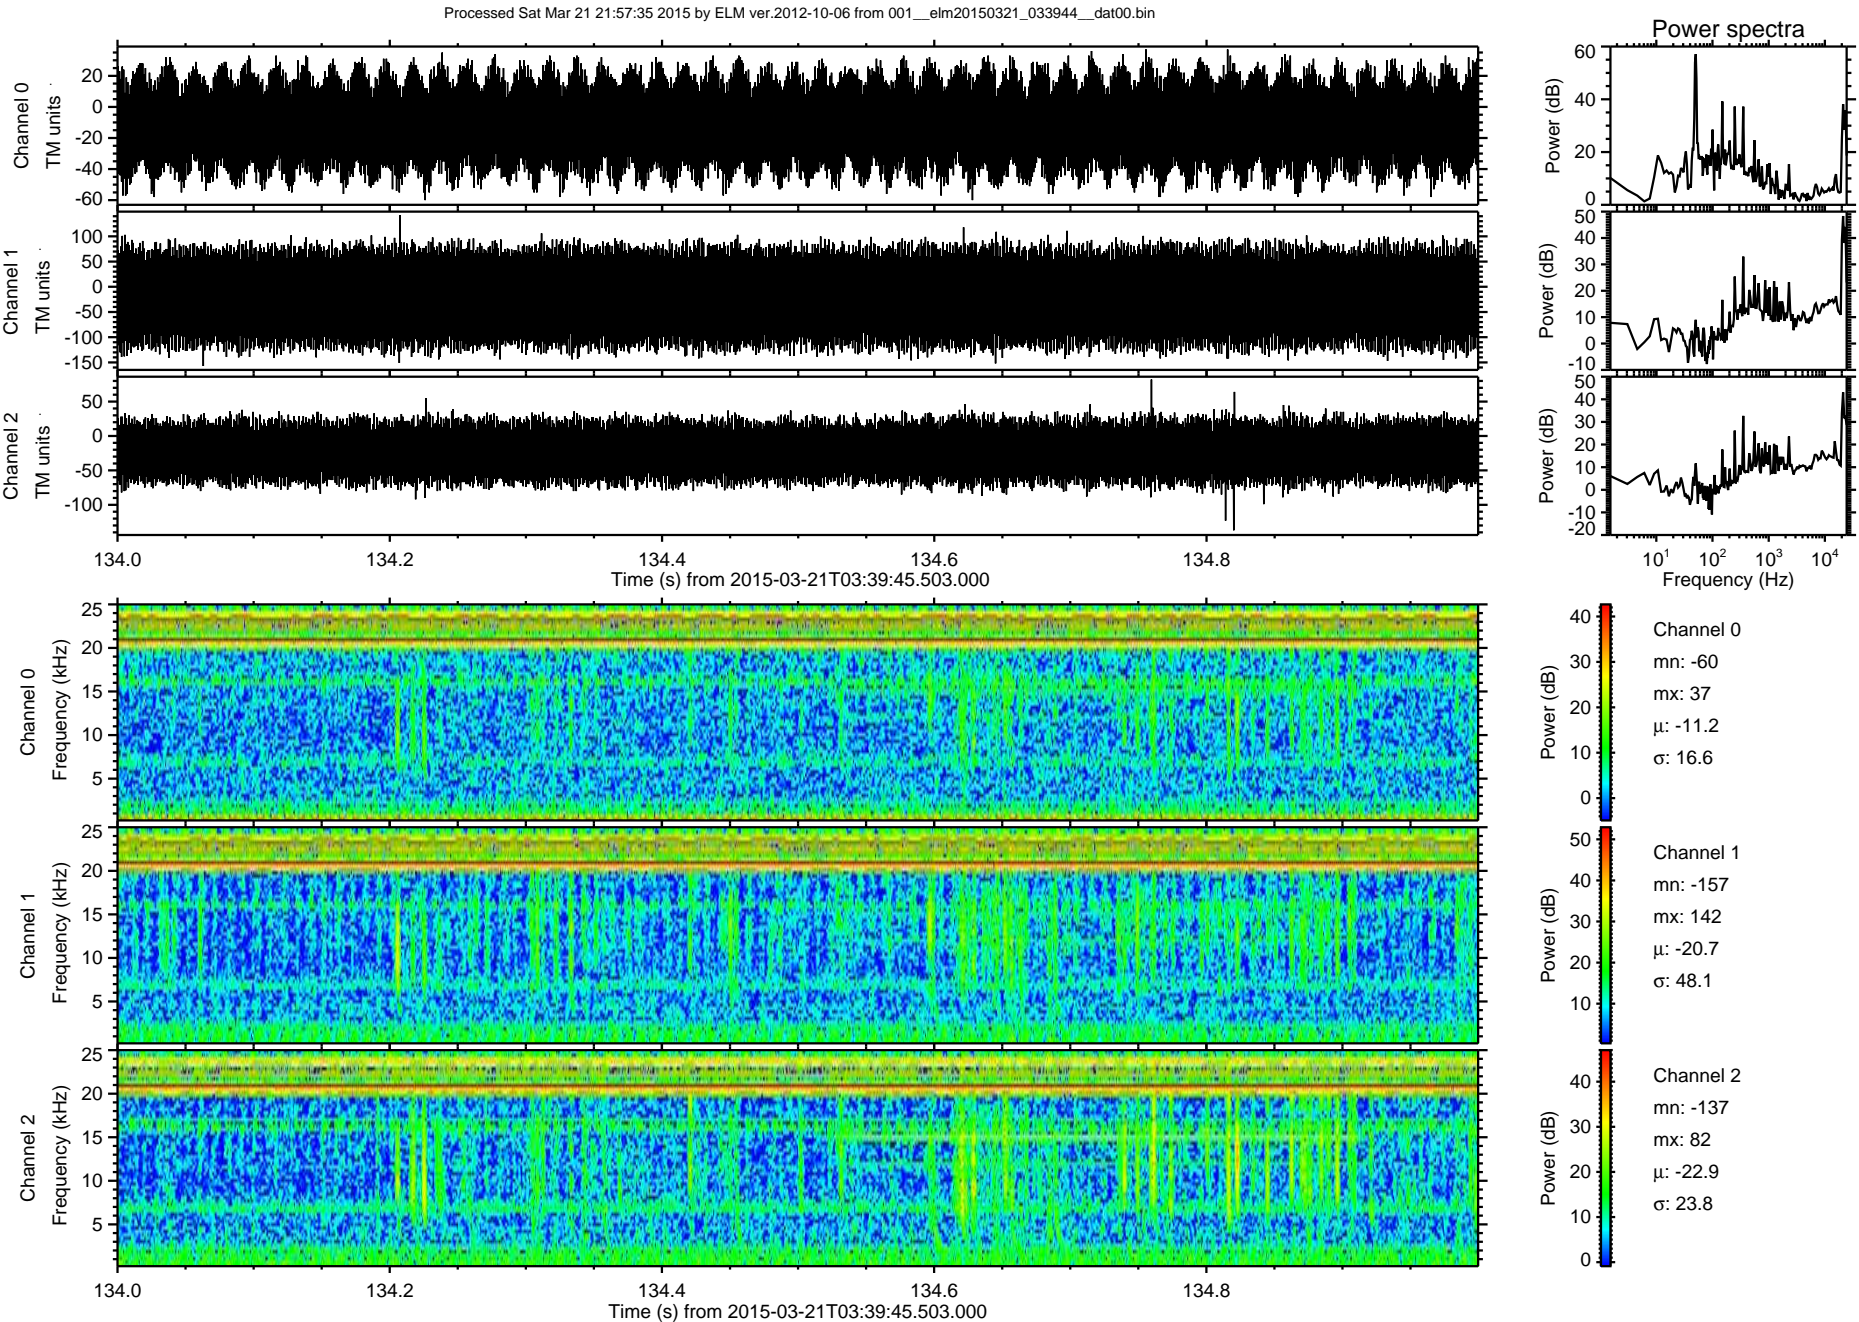 Processed Sat Mar 21 21:57:35 2015 by ELM ver.2012-10-06 from 001__elm20150321_033944__dat00.bin
Power spectra
Channel 0
TM units
20
0
-20
-40
-60
Power (dB)
60
40
20
0
Channel 1
TM units
100
50
0
-50
-100
-150
Power (dB)
50
40
30
20
10
0
-10
Channel 2
TM units
50
0
-50
-100
Power (dB)
50
40
30
20
10
0
-10
-20
134.0 134.2 134.4 134.6 134.8
Time (s) from 2015-03-21T03:39:45.503.000
10¹ 10² 10³ 10⁴
Frequency (Hz)
Channel 0
Frequency (kHz)
25
20
15
10
5
Power (dB)
40
30
20
10
0
Channel 0
mn: -60
mx: 37
μ: -11.2
σ: 16.6
Channel 1
Frequency (kHz)
25
20
15
10
5
Power (dB)
50
40
30
20
10
Channel 1
mn: -157
mx: 142
μ: -20.7
σ: 48.1
Channel 2
Frequency (kHz)
25
20
15
10
5
Power (dB)
40
30
20
10
0
Channel 2
mn: -137
mx: 82
μ: -22.9
σ: 23.8
134.0 134.2 134.4 134.6 134.8
Time (s) from 2015-03-21T03:39:45.503.000